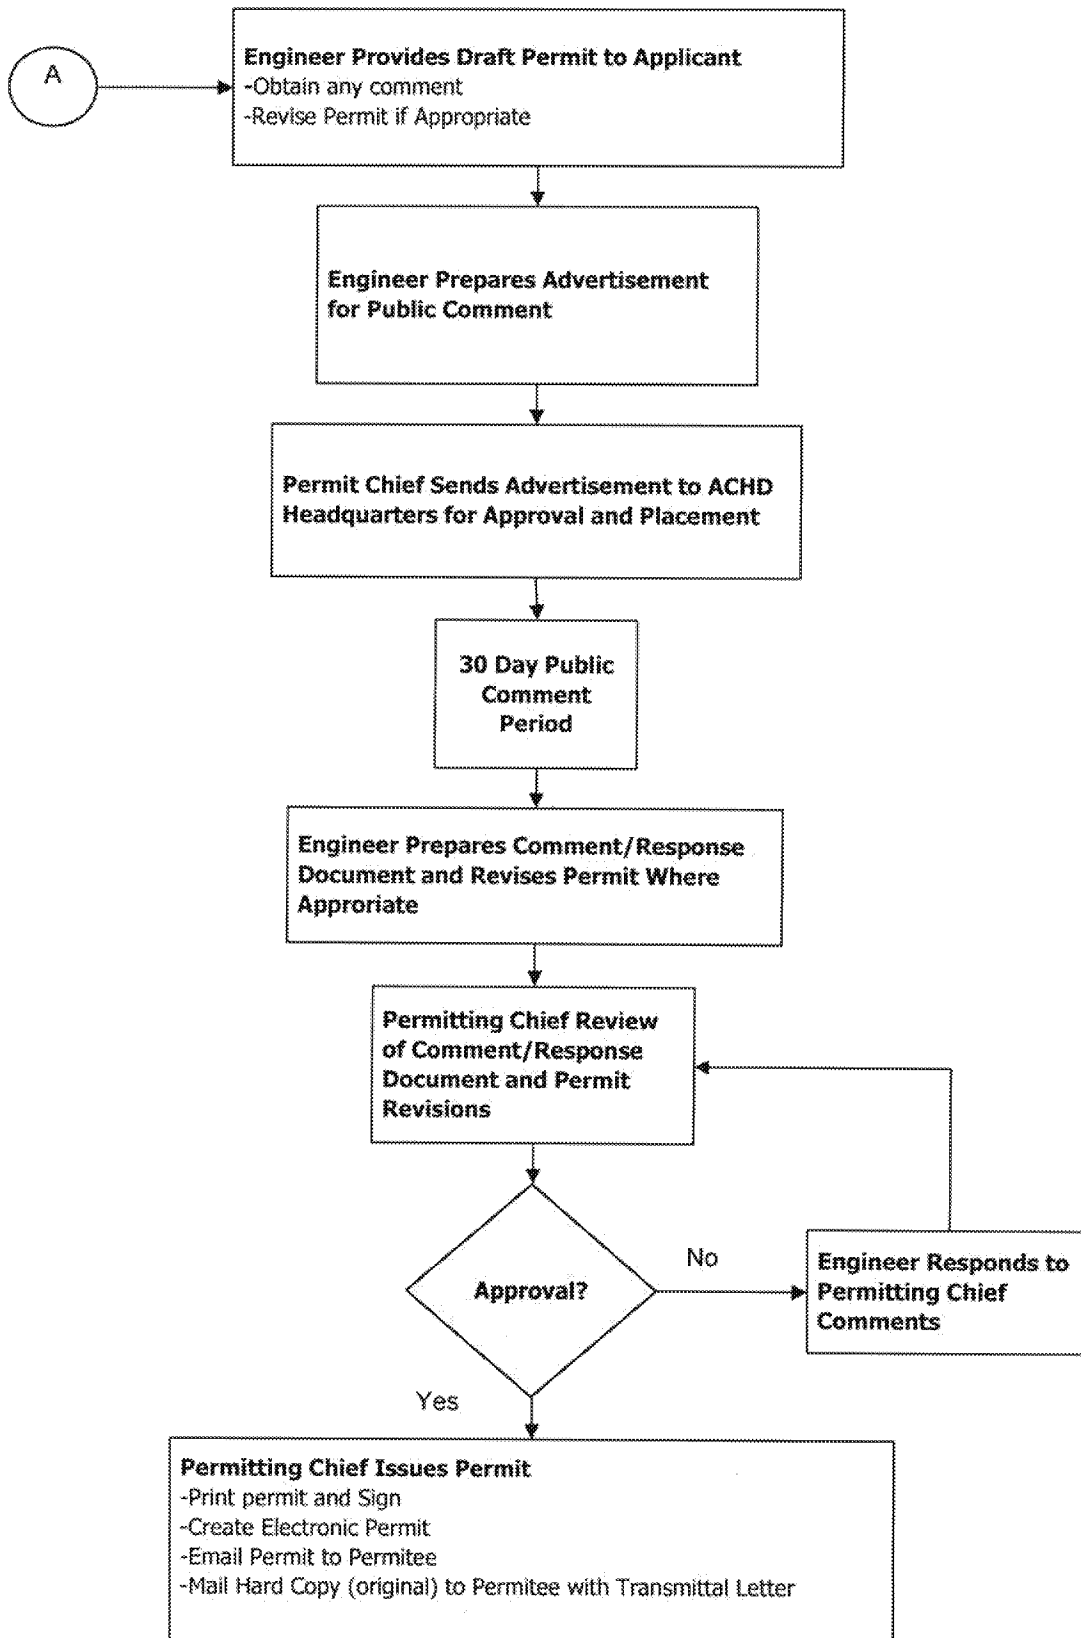 A
Engineer Provides Draft Permit to Applicant
-Obtain any comment
-Revise Permit if Appropriate
Engineer Prepares Advertisement
for Public Comment
Permit Chief Sends Advertisement to ACHD
Headquarters for Approval and Placement
30 Day Public
Comment
Period
Engineer Prepares Comment/Response
Document and Revises Permit Where
Approriate
Permitting Chief Review
of Comment/Response
Document and Permit
Revisions
Approval?
No
Engineer Responds to
Permitting Chief
Comments
Yes
Permitting Chief Issues Permit
-Print permit and Sign
-Create Electronic Permit
-Email Permit to Permitee
-Mail Hard Copy (original) to Permitee with Transmittal Letter